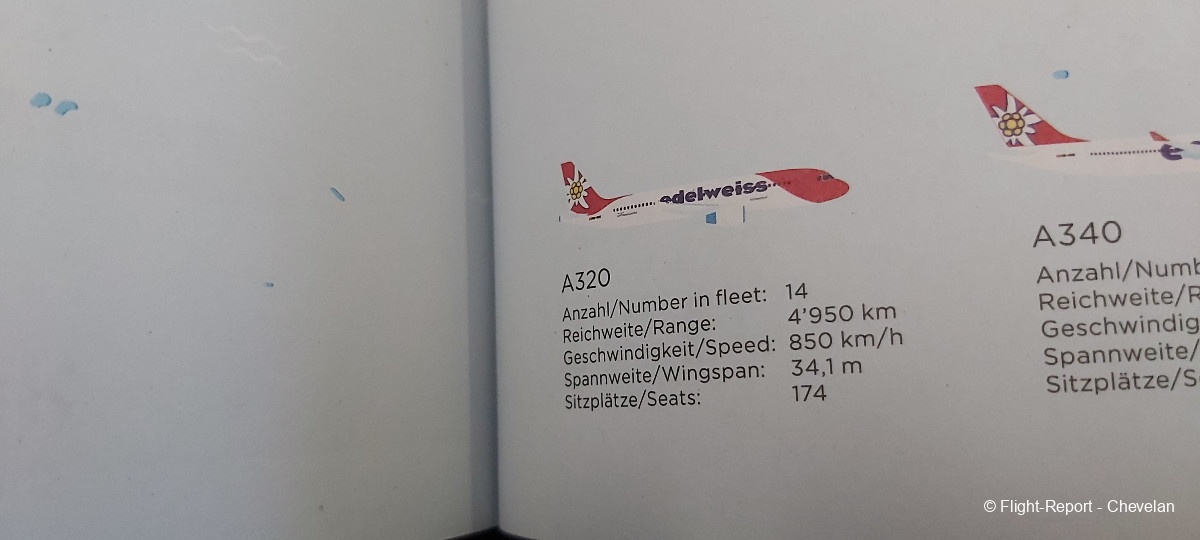 edelweiss
A320
Anzahl/Number in fleet: 14
Reichweite/Range: 4'950 km
Geschwindigkeit/Speed: 850 km/h
Spannweite/Wingspan: 34,1 m
Sitzplätze/Seats: 174
A340
Anzahl/Numb
Reichweite/R
Geschwindig
Spannweite/
Sitzplätze/S
© Flight-Report - Chevelan